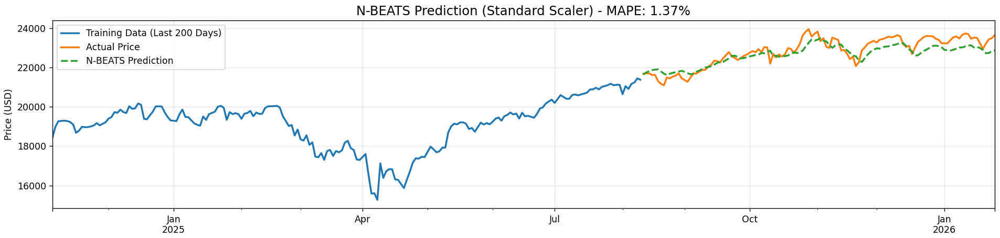 N-BEATS Prediction (Standard Scaler) - MAPE: 1.37%
Training Data (Last 200 Days)
Actual Price
N-BEATS Prediction
Price (USD)
24000
22000
20000
18000
16000
Jan
2025
Apr
Jul
Oct
Jan
2026